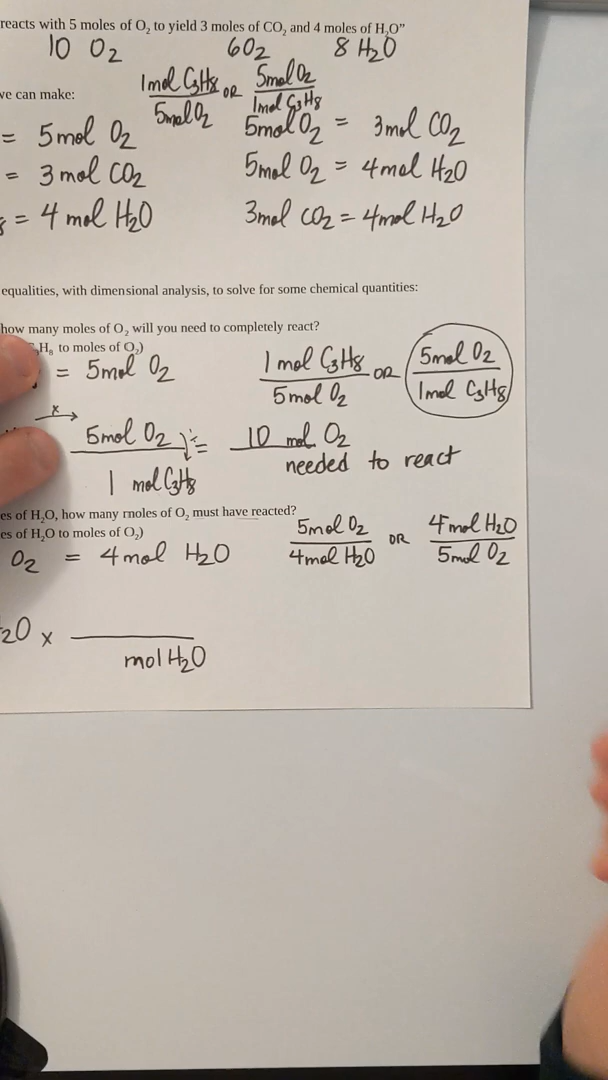 reacts with 5 moles of O₂ to yield 3 moles of CO₂ and 4 moles of H₂O"
10 O₂ 6O₂ 8 H₂O
we can make: 1mol C₃H₈ / 5mol O₂ OR 5mol O₂ / 1mol C₃H₈
= 5mol O₂ 5mol O₂ = 3mol CO₂
= 3mol CO₂ 5mol O₂ = 4mol H₂O
= 4 mol H₂O 3mol CO₂ = 4mol H₂O
equalities, with dimensional analysis, to solve for some chemical quantities:
how many moles of O₂ will you need to completely react?
H₈ to moles of O₂)
= 5mol O₂ 1 mol C₃H₈ / 5mol O₂ OR 5mol O₂ / 1mol C₃H₈
x
5mol O₂ / 1 mol C₃H₈ ÷ = 10 mol O₂
needed to react
es of H₂O, how many moles of O₂ must have reacted?
es of H₂O to moles of O₂)
O₂ = 4mol H₂O 5mol O₂ / 4mol H₂O OR 4mol H₂O / 5mol O₂
2O x
mol H₂O